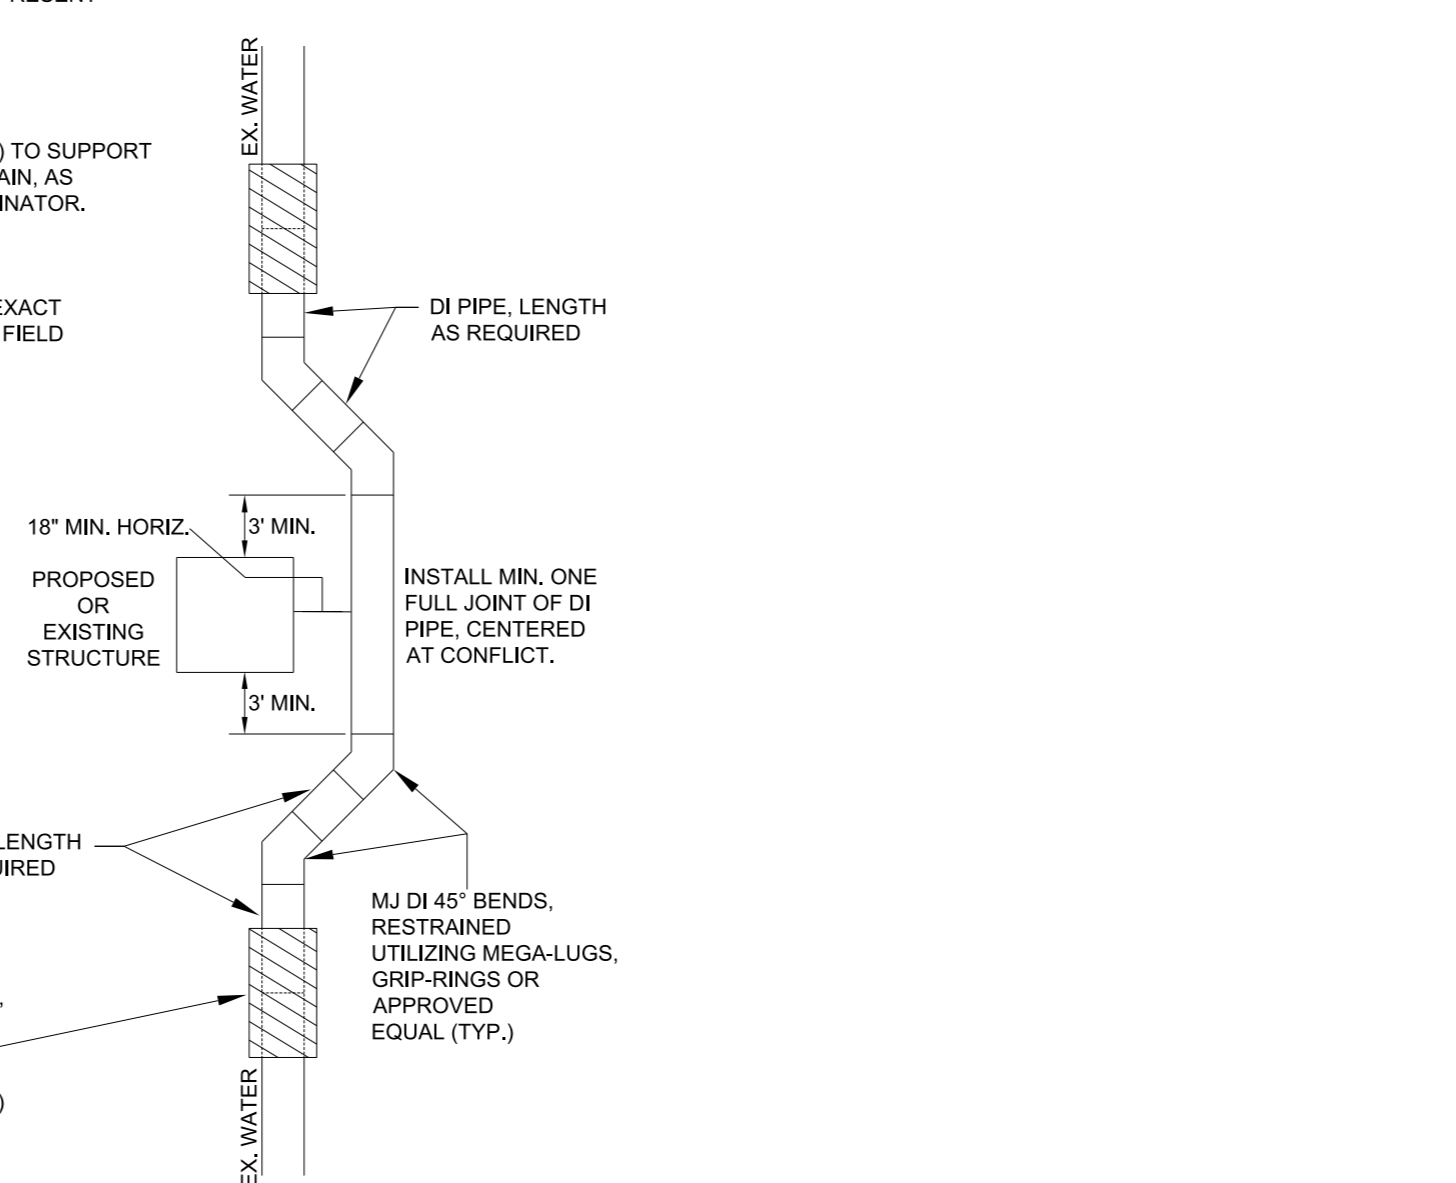 EX. WATER
) TO SUPPORT
AIN, AS
INATOR.
EXACT
FIELD
DI PIPE, LENGTH
AS REQUIRED
18" MIN. HORIZ.
3' MIN.
PROPOSED
OR
EXISTING
STRUCTURE
INSTALL MIN. ONE
FULL JOINT OF DI
PIPE, CENTERED
AT CONFLICT.
3' MIN.
LENGTH
UIRED
MJ DI 45° BENDS,
RESTRAINED
UTILIZING MEGA-LUGS,
GRIP-RINGS OR
APPROVED
EQUAL (TYP.)
,
)
EX. WATER